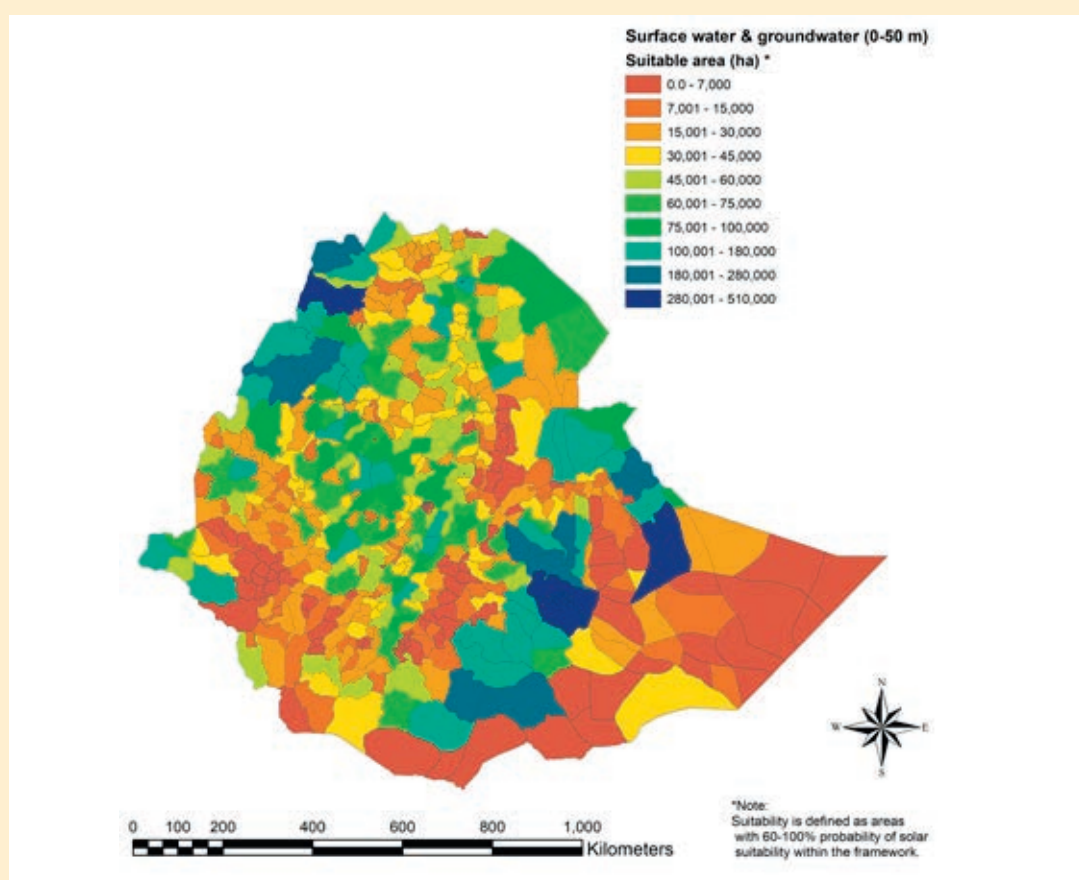 Surface water & groundwater (0-50 m)
Suitable area (ha) *
0.0 - 7,000
7,001 - 15,000
15,001 - 30,000
30,001 - 45,000
45,001 - 60,000
60,001 - 75,000
75,001 - 100,000
100,001 - 180,000
180,001 - 280,000
280,001 - 510,000
N
W E
S
0 100 200 400 600 800 1,000
Kilometers
*Note:
Suitability is defined as areas
with 60-100% probability of solar
suitability within the framework.